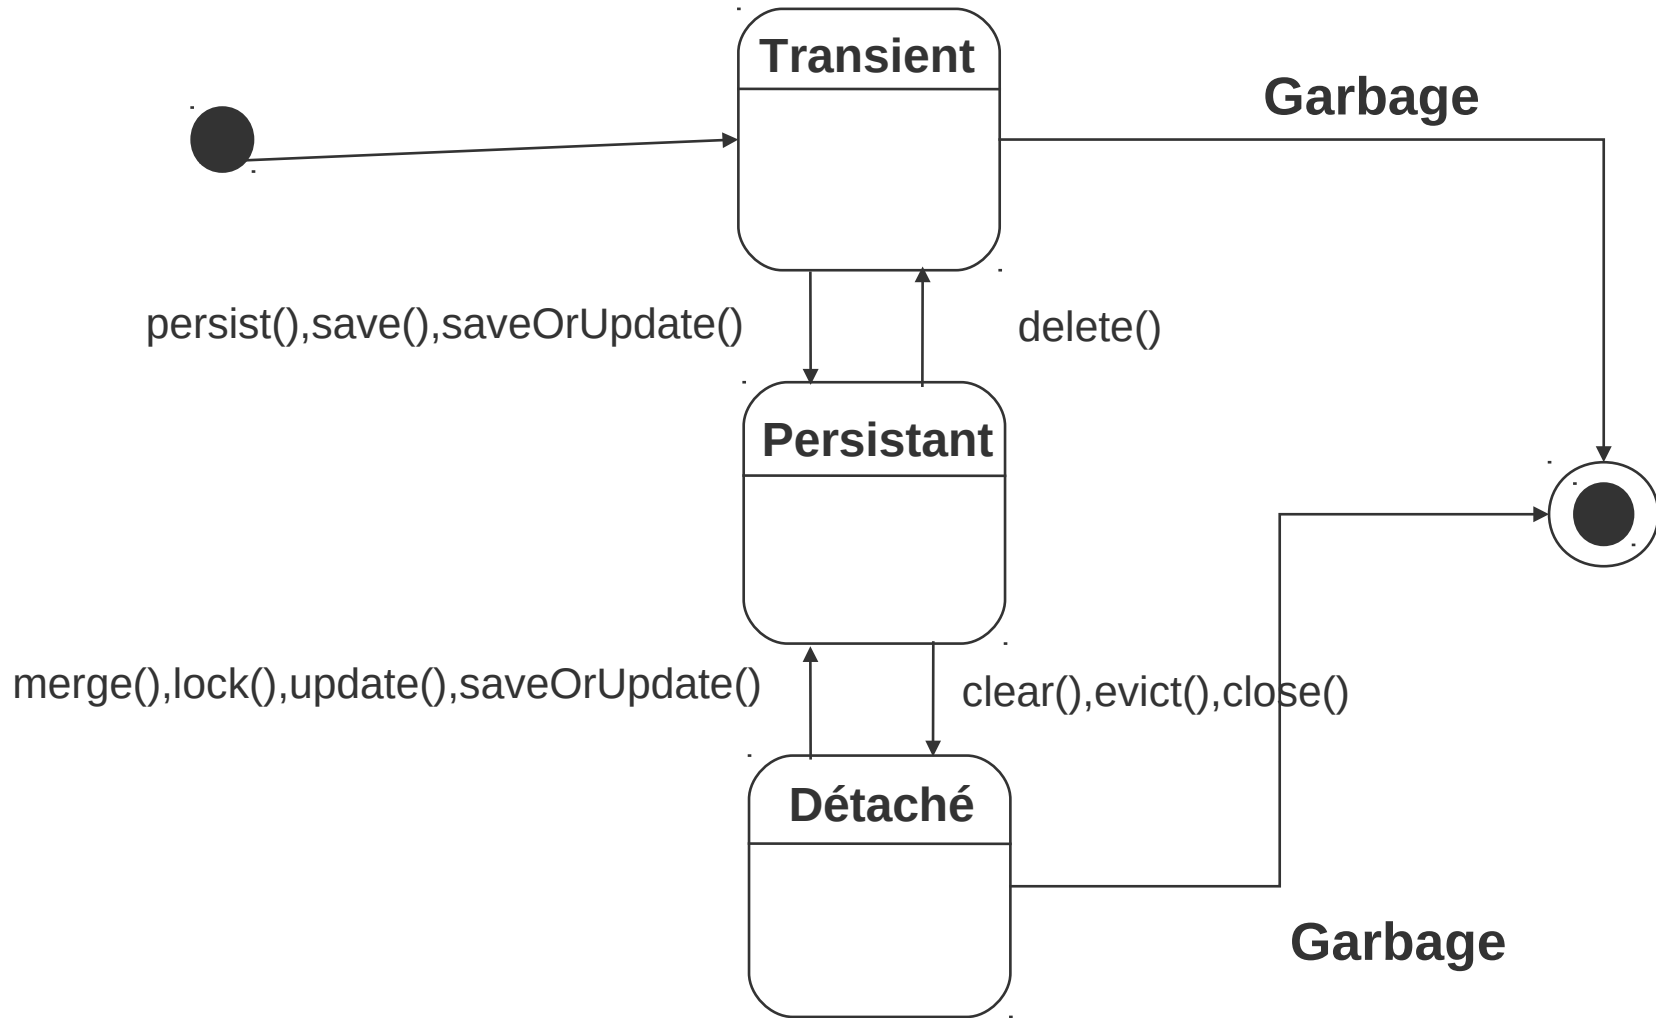 Transient
Garbage
persist(),save(),saveOrUpdate()
delete()
Persistant
merge(),lock(),update(),saveOrUpdate()
clear(),evict(),close()
Détaché
Garbage